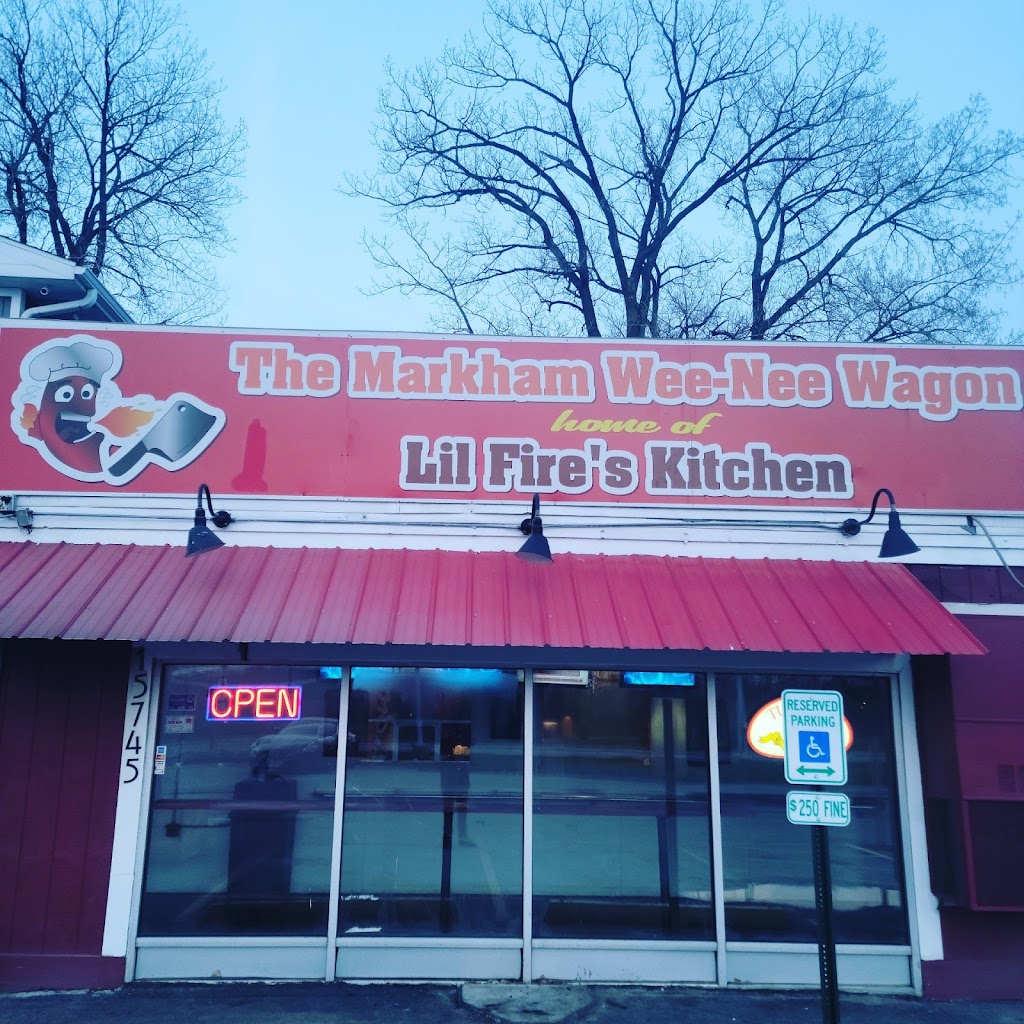 The Markham Wee-Nee Wagon
home of
Lil Fire's Kitchen
15745
OPEN
RESERVED
PARKING
$250 FINE